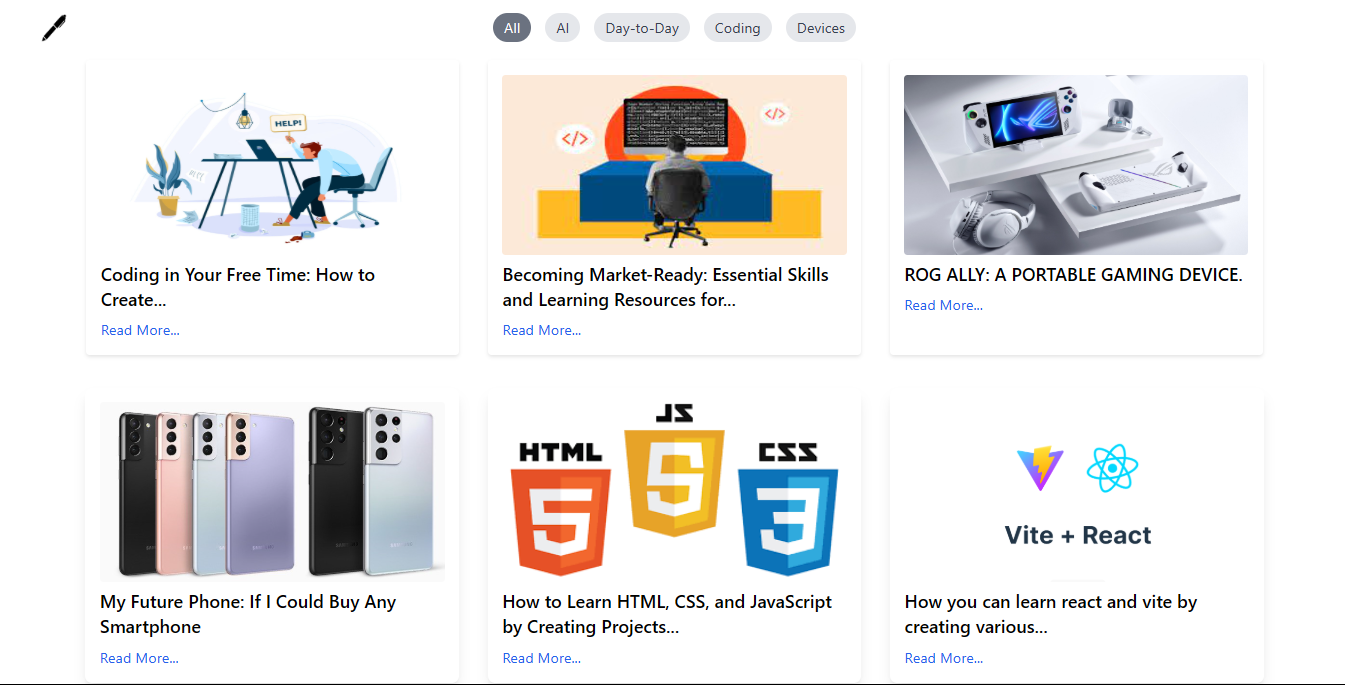 All AI Day-to-Day Coding Devices
HELP!
</>
</>
Coding in Your Free Time: How to
Create...
Read More...
Becoming Market-Ready: Essential Skills
and Learning Resources for...
Read More...
ROG ALLY: A PORTABLE GAMING DEVICE.
Read More...
SAMSUNG
My Future Phone: If I Could Buy Any
Smartphone
Read More...
HTML
5
JS
CSS
3
How to Learn HTML, CSS, and JavaScript
by Creating Projects...
Read More...
Vite + React
How you can learn react and vite by
creating various...
Read More...